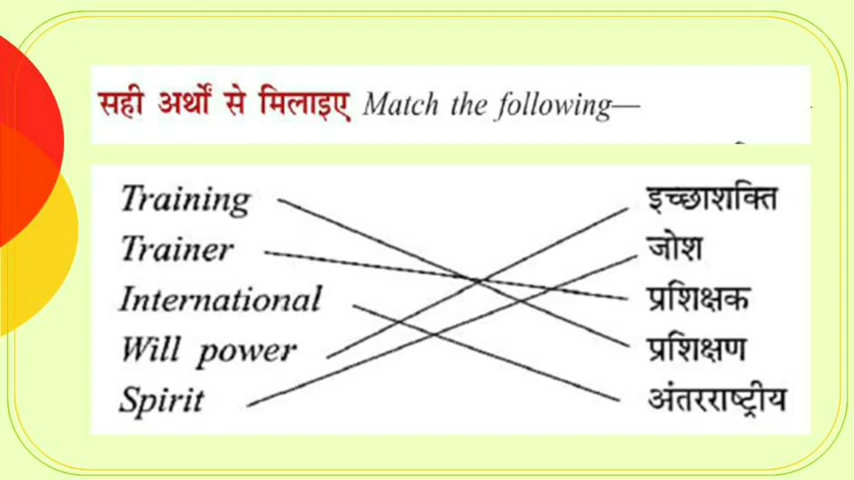 सही अर्थों से मिलाइए Match the following—
Training इच्छाशक्ति
Trainer जोश
International प्रशिक्षक
Will power प्रशिक्षण
Spirit अंतरराष्ट्रीय